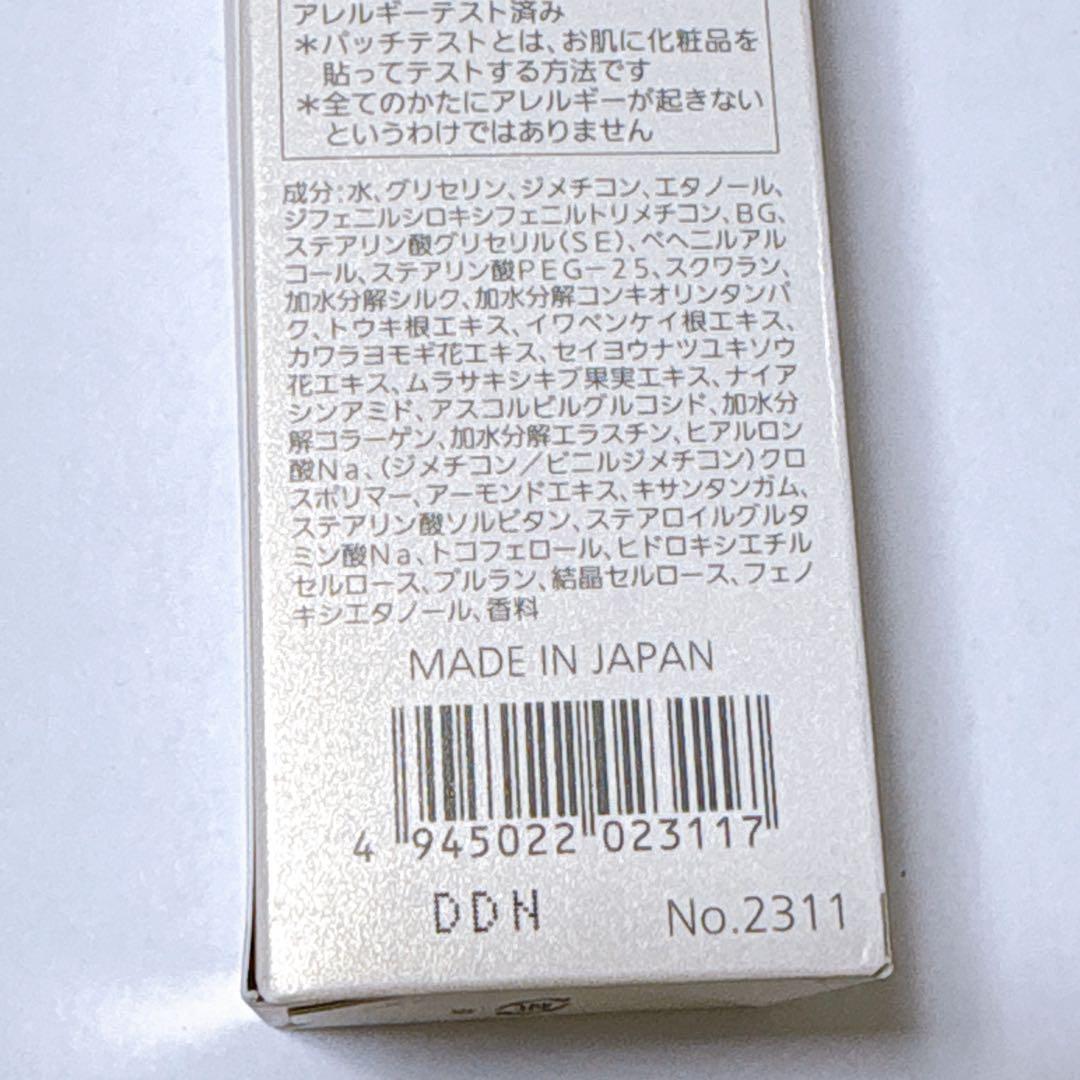 アレルギーテスト済み
＊パッチテストとは、お肌に化粧品を
貼ってテストする方法です
＊全てのかたにアレルギーが起きない
というわけではありません
成分：水、グリセリン、ジメチコン、エタノール、
ジフェニルシロキシフェニルトリメチコン、BG、
ステアリン酸グリセリル（SE）、ベヘニルアル
コール、ステアリン酸PEG－25、スクワラン、
加水分解シルク、加水分解コンキオリンタンパ
ク、トウキ根エキス、イワベンケイ根エキス、
カワラヨモギ花エキス、セイヨウナツユキソウ
花エキス、ムラサキシキブ果実エキス、ナイア
シンアミド、アスコルビルグルコシド、加水分
解コラーゲン、加水分解エラスチン、ヒアルロン
酸Na、（ジメチコン／ビニルジメチコン）クロ
スポリマー、アーモンドエキス、キサンタンガム、
ステアリン酸ソルビタン、ステアロイルグルタ
ミン酸Na、トコフェロール、ヒドロキシエチル
セルロース、プルラン、結晶セルロース、フェノ
キシエタノール、香料
MADE IN JAPAN
4 945022 023117
DDN
No.2311